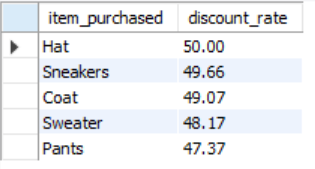 item_purchased discount_rate
Hat 50.00
Sneakers 49.66
Coat 49.07
Sweater 48.17
Pants 47.37